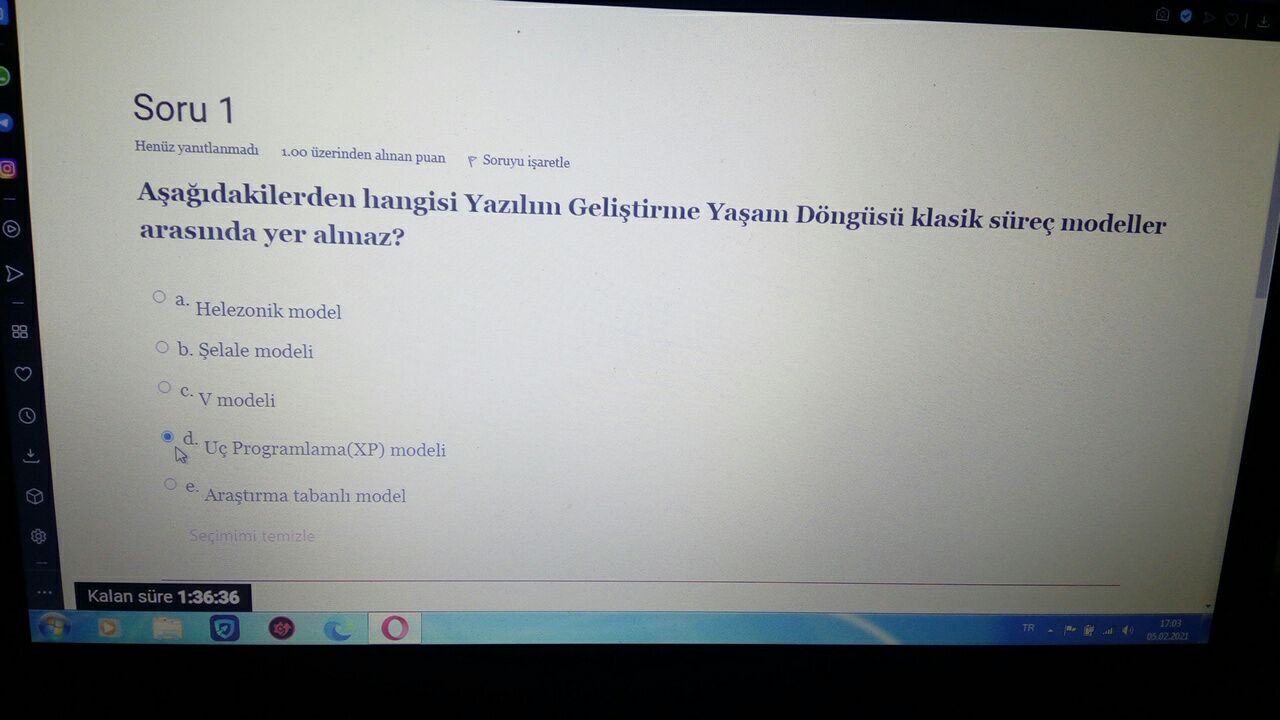 Soru 1
Henüz yanıtlanmadı 1.00 üzerinden alınan puan Soruyu işaretle
Aşağıdakilerden hangisi Yazılım Geliştirme Yaşam Döngüsü klasik süreç modeller
arasında yer almaz?
a. Helezonik model
b. Şelale modeli
c. V modeli
d. Uç Programlama(XP) modeli
e. Araştırma tabanlı model
Seçimimi temizle
Kalan süre 1:36:36
TR 17:03
05.02.2021